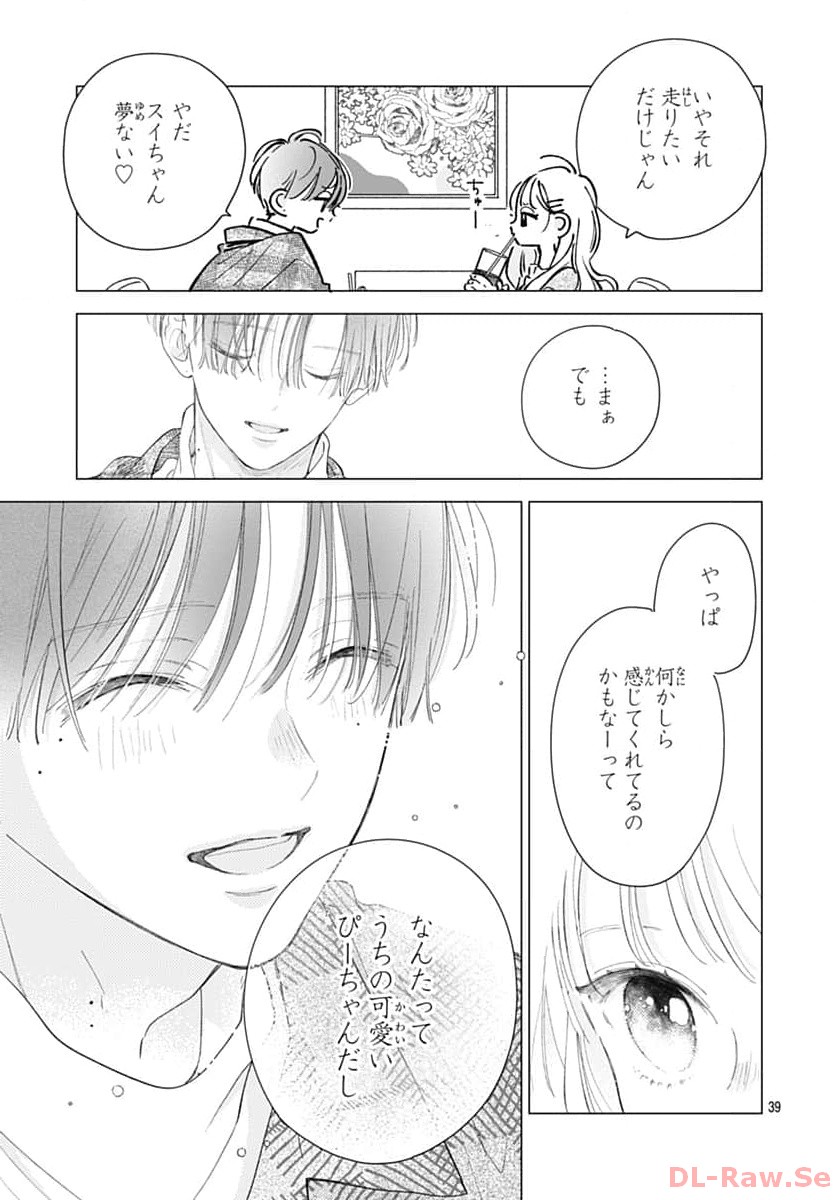 いやそれ
走りたい
だけじゃん
ちゅー
やだ
スイちゃん
夢ない♡
…まぁ
でも
やっぱ
何かしら
感じてくれてるの
かもなーって
なんたって
うちの可愛い
ぴーちゃんだし
39
DL-Raw.Se